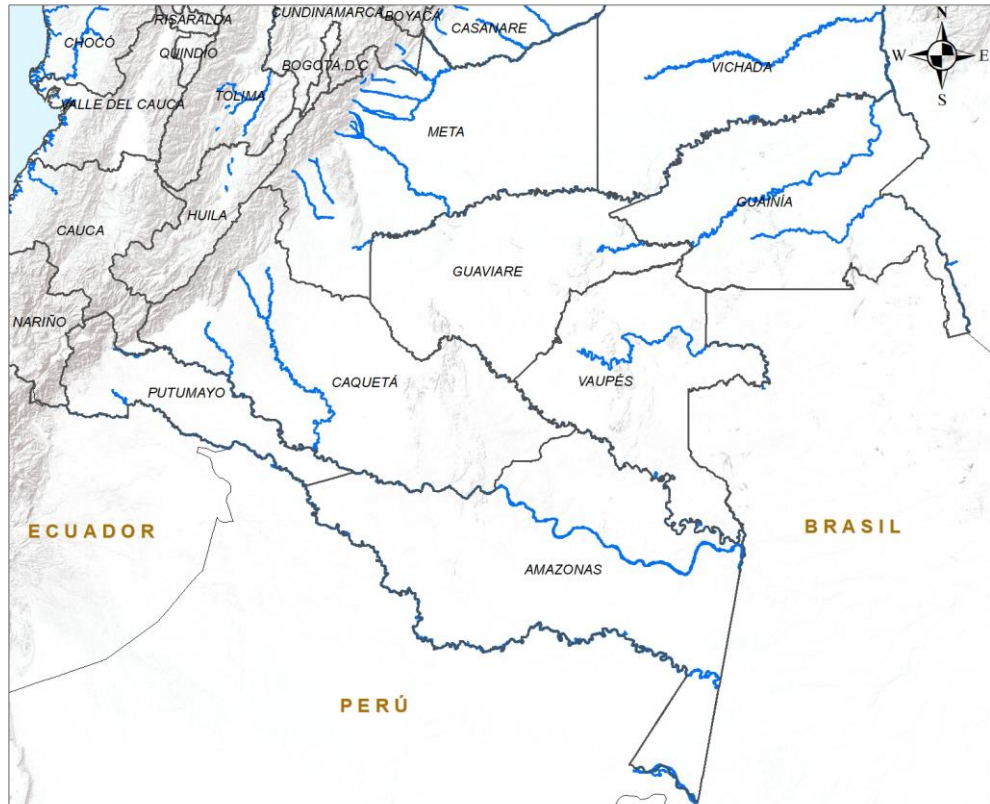 CUNDINAMARCA
BOYACÁ
RISARALDA
CASANARE
N
CHOCÓ
QUINDÍO
BOGOTÁ,D.C
VICHADA
W
E
S
VALLE DEL CAUCA
TOLIMA
META
GUAINÍA
HUILA
CAUCA
GUAVIARE
NARIÑO
PUTUMAYO
CAQUETÁ
VAUPÉS
ECUADOR
BRASIL
AMAZONAS
PERÚ